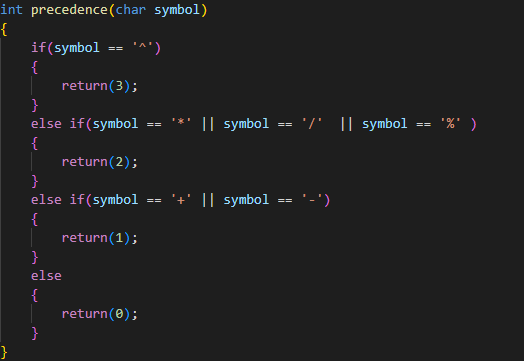 int precedence(char symbol)
{
    if(symbol == '^')
    {
        return(3);
    }
    else if(symbol == '*' || symbol == '/'  || symbol == '%' )
    {
        return(2);
    }
    else if(symbol == '+' || symbol == '-')
    {
        return(1);
    }
    else
    {
        return(0);
    }
}